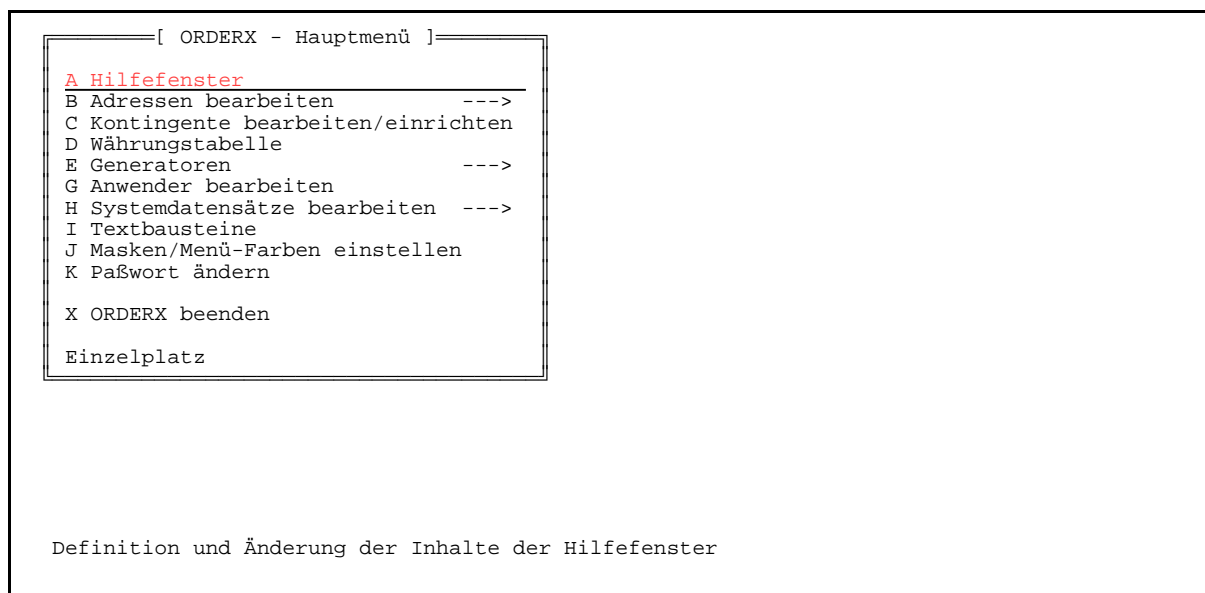 [ ORDERX - Hauptmenü ]
A Hilfefenster
B Adressen bearbeiten --->
C Kontingente bearbeiten/einrichten
D Währungstabelle
E Generatoren --->
G Anwender bearbeiten
H Systemdatensätze bearbeiten --->
I Textbausteine
J Masken/Menü-Farben einstellen
K Paßwort ändern
X ORDERX beenden
Einzelplatz
Definition und Änderung der Inhalte der Hilfefenster